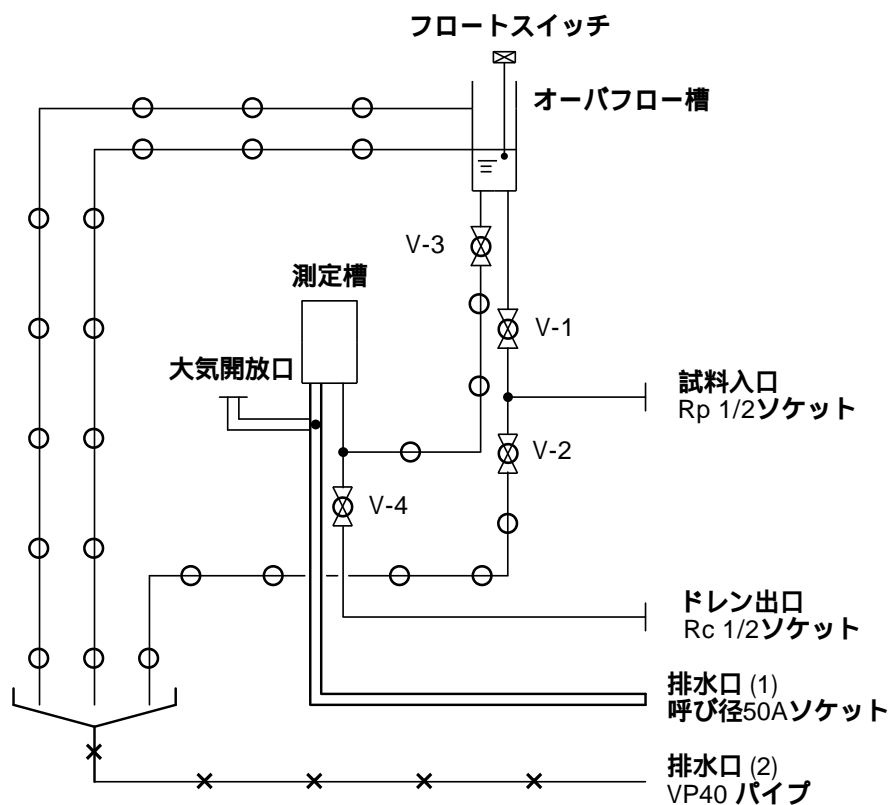 フロートスイッチ
オーバフロー槽
V-3
測定槽
V-1
大気開放口
試料入口
Rp 1/2ソケット
V-2
V-4
ドレン出口
Rc 1/2ソケット
排水口 (1)
呼び径50Aソケット
排水口 (2)
VP40 パイプ